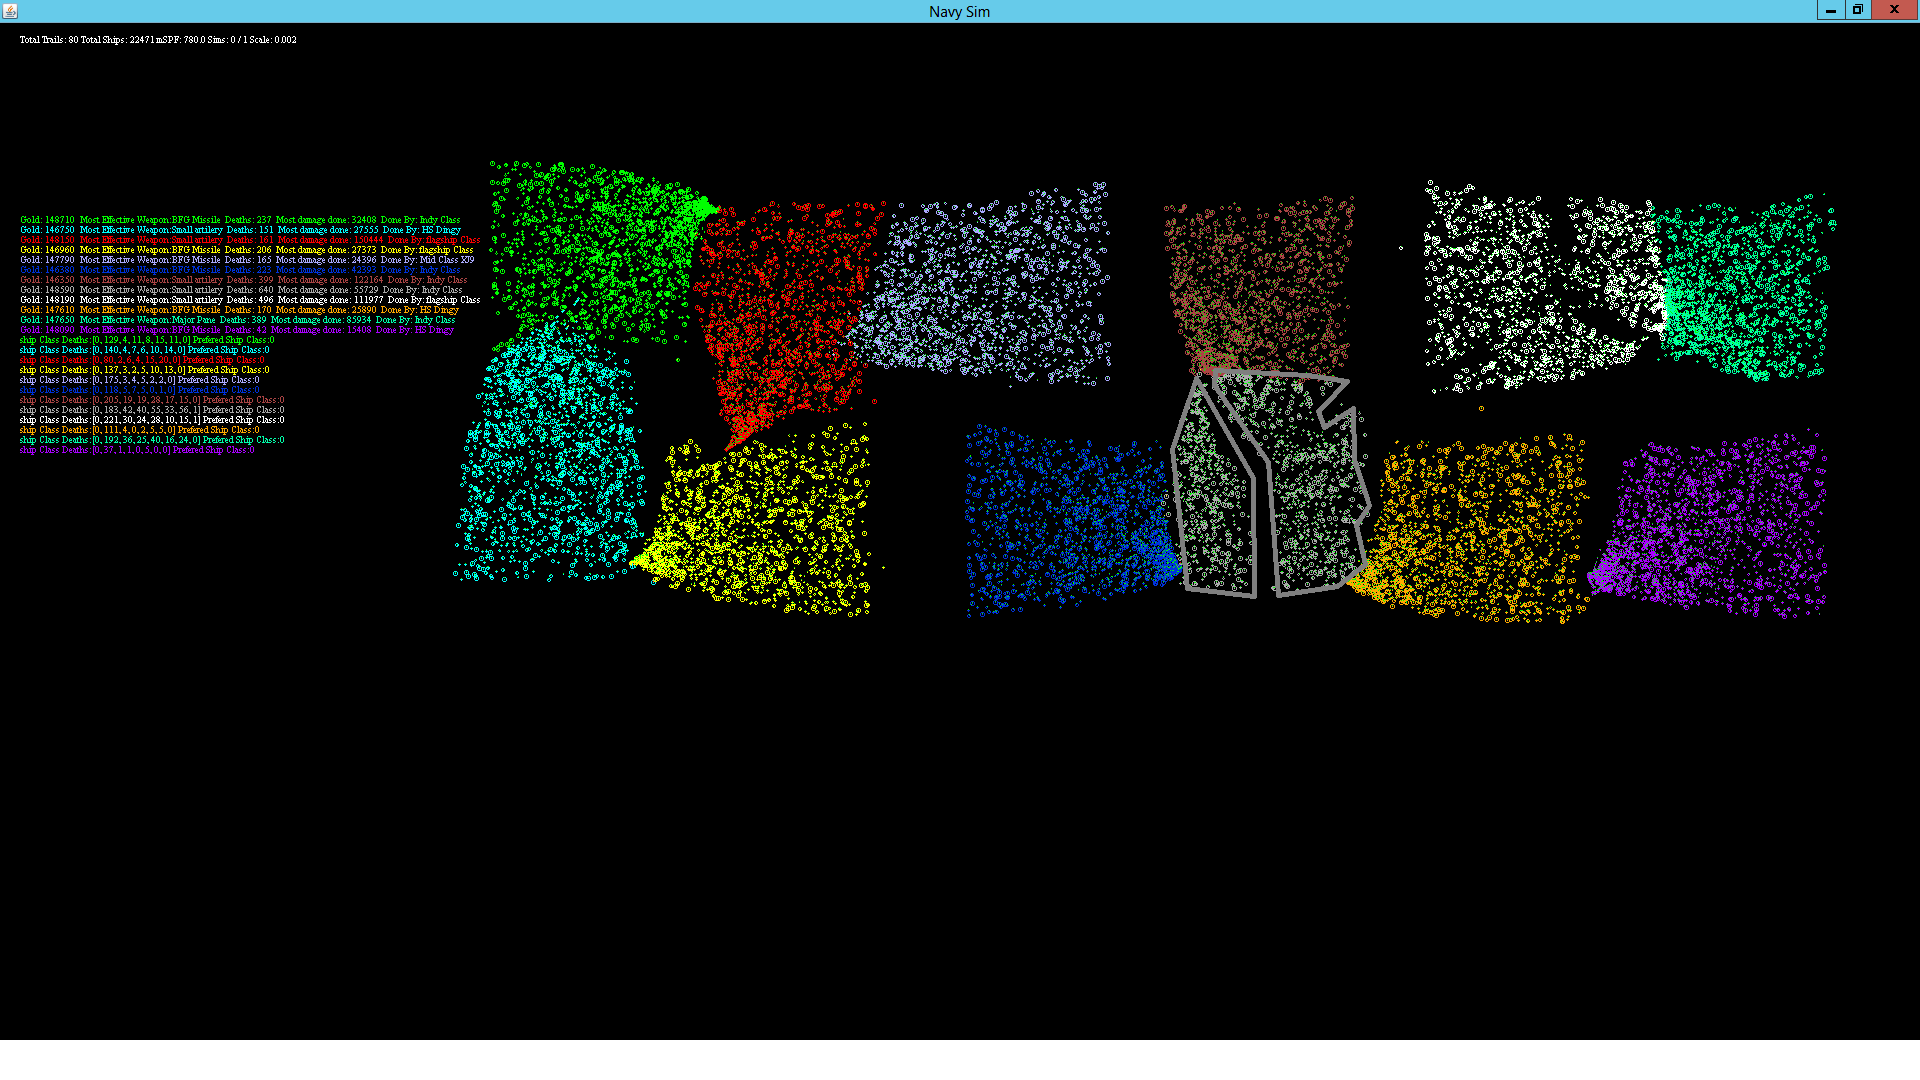 Navy Sim
Total Trails: 80 Total Ships: 22471 mSPF: 780.0 Sims: 0 / 1 Scale: 0.002
Gold: 148710 Most Effective Weapon:BFG Missile Deaths: 237 Most damage done: 32408 Done By: Indy Class
Gold: 146750 Most Effective Weapon:Small artillery Deaths: 151 Most damage done: 27555 Done By: HS Dingy
Gold: 148150 Most Effective Weapon:Small artillery Deaths: 161 Most damage done: 150444 Done By: flagship Class
Gold: 146960 Most Effective Weapon:BFG Missile Deaths: 206 Most damage done: 27373 Done By: flagship Class
Gold: 147790 Most Effective Weapon:BFG Missile Deaths: 165 Most damage done: 24396 Done By: Mid Class XJ9
Gold: 146380 Most Effective Weapon:BFG Missile Deaths: 223 Most damage done: 42393 Done By: Indy Class
Gold: 146350 Most Effective Weapon:Small artillery Deaths: 399 Most damage done: 122164 Done By: Indy Class
Gold: 148590 Most Effective Weapon:Small artillery Deaths: 640 Most damage done: 55729 Done By: Indy Class
Gold: 148190 Most Effective Weapon:Small artillery Deaths: 496 Most damage done: 111977 Done By: flagship Class
Gold: 147610 Most Effective Weapon:BFG Missile Deaths: 170 Most damage done: 25890 Done By: HS Dingy
Gold: 147650 Most Effective Weapon:Major Pane Deaths: 389 Most damage done: 85934 Done By: Indy Class
Gold: 148090 Most Effective Weapon:BFG Missile Deaths: 42 Most damage done: 15408 Done By: HS Dingy
ship Class Deaths:[0, 129, 4, 11, 8, 15, 11, 0] Prefered Ship Class:0
ship Class Deaths:[0, 140, 4, 7, 6, 10, 14, 0] Prefered Ship Class:0
ship Class Deaths:[0, 80, 2, 6, 4, 15, 20, 0] Prefered Ship Class:0
ship Class Deaths:[0, 137, 3, 2, 5, 10, 13, 0] Prefered Ship Class:0
ship Class Deaths:[0, 175, 3, 4, 5, 2, 2, 0] Prefered Ship Class:0
ship Class Deaths:[0, 118, 5, 7, 5, 0, 1, 0] Prefered Ship Class:0
ship Class Deaths:[0, 205, 19, 19, 28, 17, 15, 0] Prefered Ship Class:0
ship Class Deaths:[0, 183, 42, 40, 55, 33, 56, 1] Prefered Ship Class:0
ship Class Deaths:[0, 221, 30, 24, 28, 10, 15, 1] Prefered Ship Class:0
ship Class Deaths:[0, 111, 4, 0, 2, 5, 5, 0] Prefered Ship Class:0
ship Class Deaths:[0, 192, 36, 25, 40, 16, 24, 0] Prefered Ship Class:0
ship Class Deaths:[0, 37, 1, 1, 0, 5, 0, 0] Prefered Ship Class:0